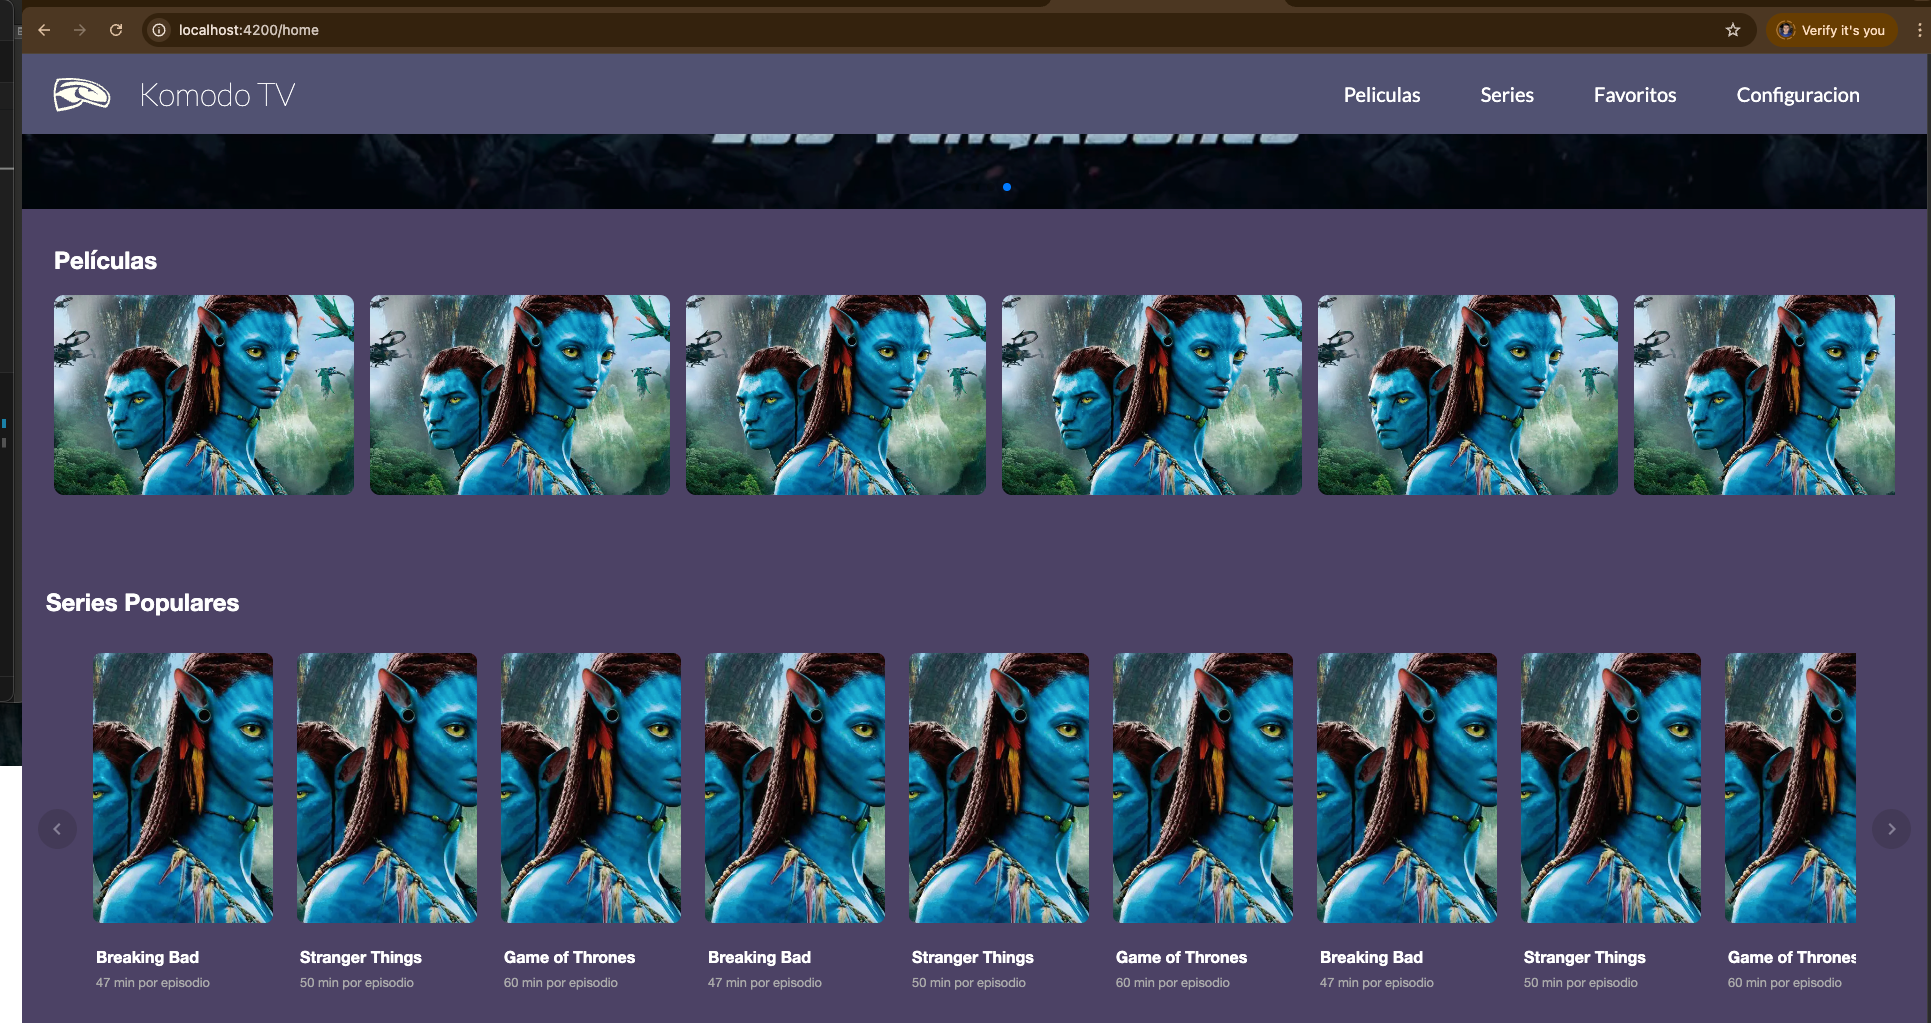 localhost:4200/home
Verify it's you
Komodo TV
Peliculas
Series
Favoritos
Configuracion
Películas
Series Populares
Breaking Bad
Stranger Things
Game of Thrones
Breaking Bad
Stranger Things
Game of Thrones
Breaking Bad
Stranger Things
Game of Thrones
47 min por episodio
50 min por episodio
60 min por episodio
47 min por episodio
50 min por episodio
60 min por episodio
47 min por episodio
50 min por episodio
60 min por episodio